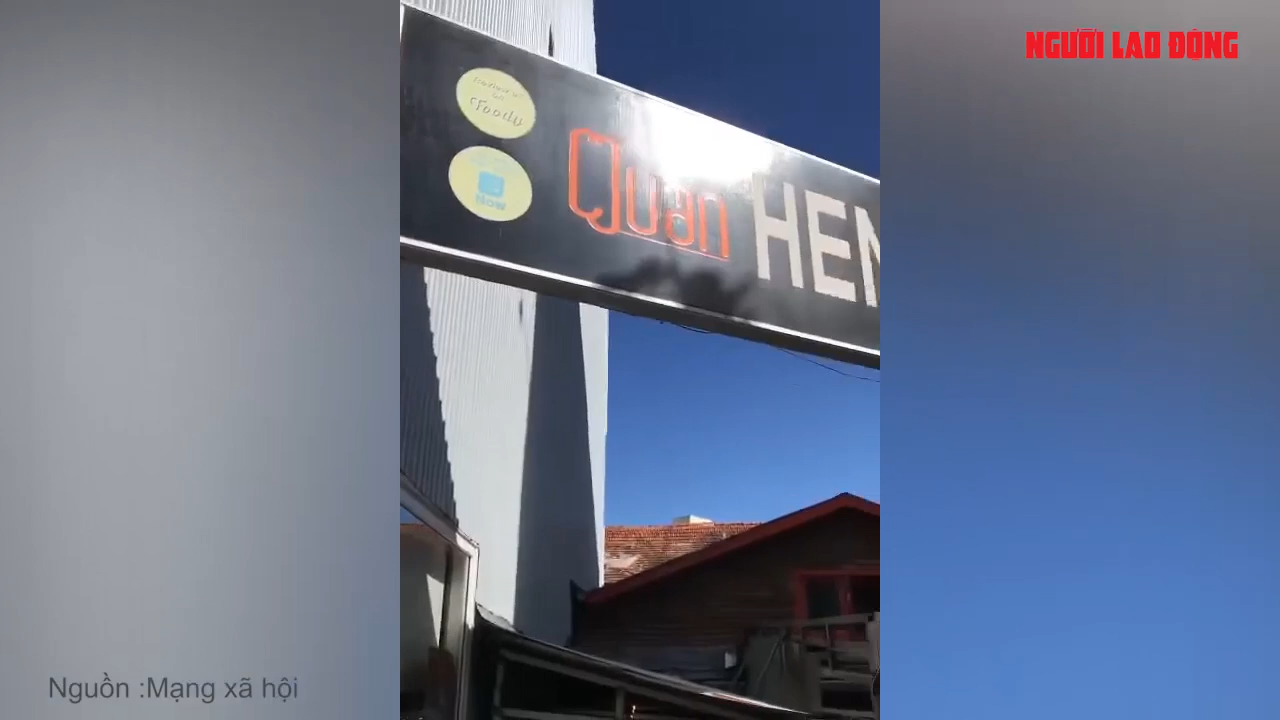 NGƯỜI LAO ĐỘNG
Foody
Now
Quán HEN
Nguồn :Mạng xã hội